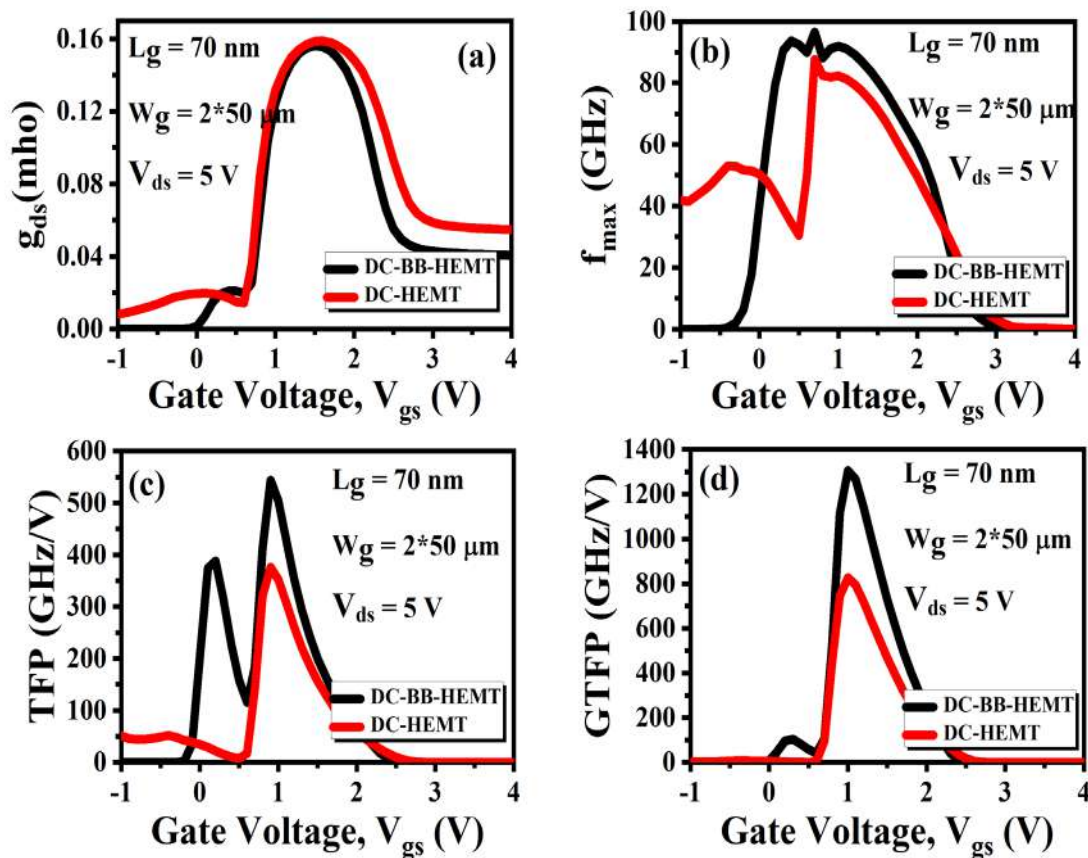 (a)
Lg = 70 nm
Wg = 2*50 μm
Vds = 5 V
gds(mho)
0.16
0.12
0.08
0.04
0.00
DC-BB-HEMT
DC-HEMT
-1 0 1 2 3 4
Gate Voltage, Vgs (V)
(b)
Lg = 70 nm
Wg = 2*50 μm
Vds = 5 V
fmax (GHz)
100
80
60
40
20
0
DC-BB-HEMT
DC-HEMT
-1 0 1 2 3 4
Gate Voltage, Vgs (V)
(c)
Lg = 70 nm
Wg = 2*50 μm
Vds = 5 V
TFP (GHz/V)
600
500
400
300
200
100
0
DC-BB-HEMT
DC-HEMT
-1 0 1 2 3 4
Gate Voltage, Vgs (V)
(d)
Lg = 70 nm
Wg = 2*50 μm
Vds = 5 V
GTFP (GHz/V)
1400
1200
1000
800
600
400
200
0
DC-BB-HEMT
DC-HEMT
-1 0 1 2 3 4
Gate Voltage, Vgs (V)